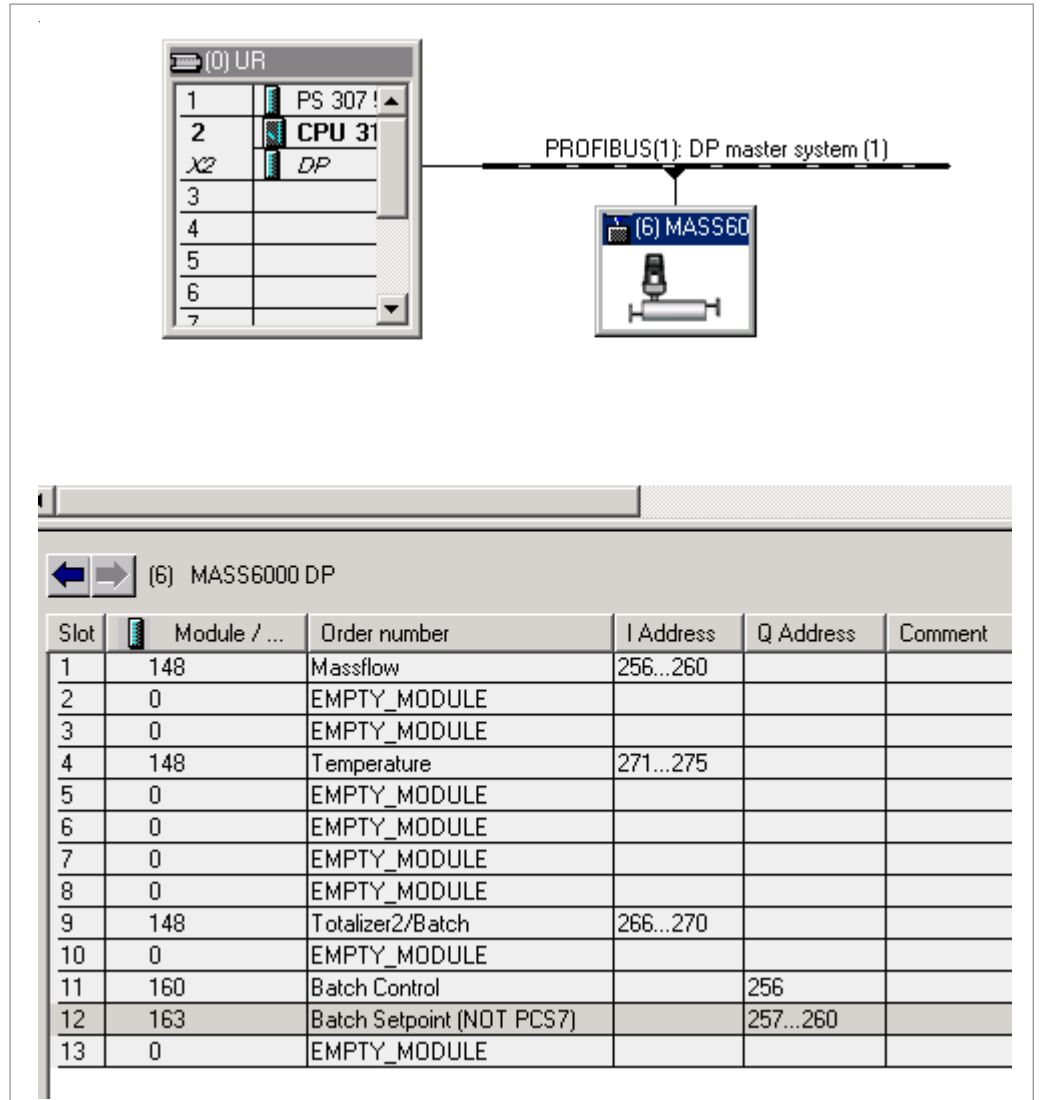 (0) UR
1 PS 307 5
2 CPU 31
X2 DP
3
4
5
6
7
PROFIBUS(1): DP master system (1)
(6) MASS60
(6) MASS6000 DP
Slot Module / ... Order number I Address Q Address Comment
1 148 Massflow 256...260
2 0 EMPTY_MODULE
3 0 EMPTY_MODULE
4 148 Temperature 271...275
5 0 EMPTY_MODULE
6 0 EMPTY_MODULE
7 0 EMPTY_MODULE
8 0 EMPTY_MODULE
9 148 Totalizer2/Batch 266...270
10 0 EMPTY_MODULE
11 160 Batch Control 256
12 163 Batch Setpoint (NOT PCS7) 257...260
13 0 EMPTY_MODULE